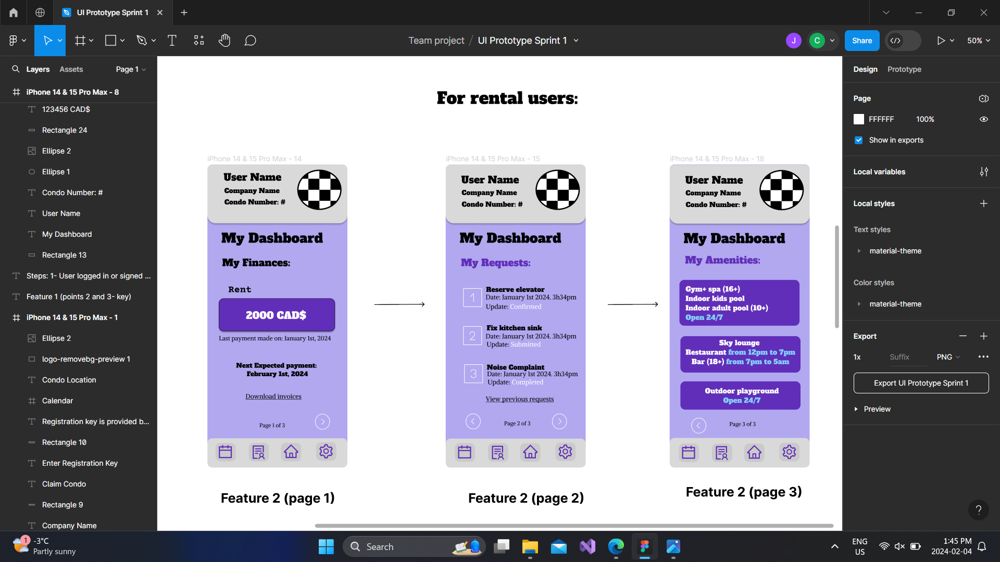 UI Prototype Sprint 1
Team project / UI Prototype Sprint 1
J
C
Share
50%
Layers
Assets
Page 1
iPhone 14 & 15 Pro Max - 8
123456 CAD$
Rectangle 24
Ellipse 2
Ellipse 1
Condo Number: #
User Name
My Dashboard
Rectangle 13
Steps: 1- User logged in or signed ...
Feature 1 (points 2 and 3- key)
iPhone 14 & 15 Pro Max - 1
Ellipse 2
logo-removebg-preview 1
Condo Location
Calendar
Registration key is provided b...
Rectangle 10
Enter Registration Key
Claim Condo
Rectangle 9
Company Name
For rental users:
iPhone 14 & 15 Pro Max - 14
User Name
Company Name
Condo Number: #
My Dashboard
My Finances:
Rent
2000 CAD$
Last payment made on: January 1st, 2024
Next Expected payment:
February 1st, 2024
Download invoices
Page 1 of 3
Feature 2 (page 1)
iPhone 14 & 15 Pro Max - 15
User Name
Company Name
Condo Number: #
My Dashboard
My Requests:
1
Reserve elevator
Date: January 1st 2024. 3h34pm
Update: Confirmed
2
Fix kitchen sink
Date: January 1st 2024. 3h34pm
Update: Submitted
3
Noise Complaint
Date: January 1st 2024. 3h34pm
Update: Completed
View previous requests
Page 2 of 3
Feature 2 (page 2)
iPhone 14 & 15 Pro Max - 18
User Name
Company Name
Condo Number: #
My Dashboard
My Amenities:
Gym+ spa (16+)
Indoor kids pool
Indoor adult pool (10+)
Open 24/7
Sky lounge
Restaurant from 12pm to 7pm
Bar (18+) from 7pm to 5am
Outdoor playground
Open 24/7
Page 3 of 3
Feature 2 (page 3)
Design
Prototype
Page
FFFFFF
100%
Show in exports
Local variables
Local styles
Text styles
material-theme
Color styles
material-theme
Export
1x
Suffix
PNG
Export UI Prototype Sprint 1
Preview
?
1
-3°C
Partly sunny
Search
ENG
US
1:45 PM
2024-02-04